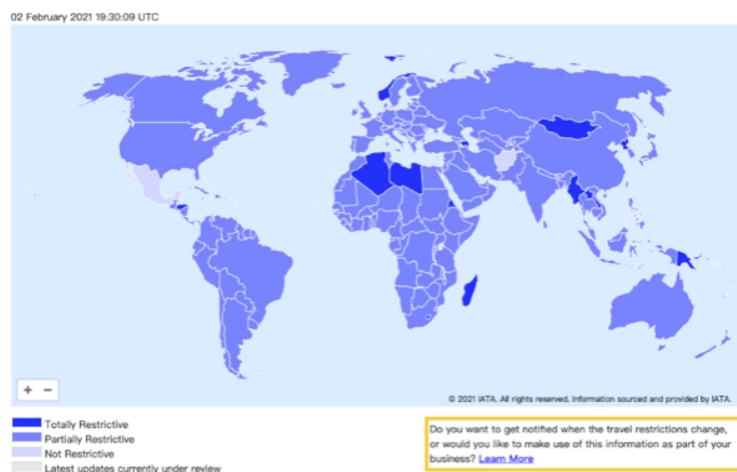 02 February 2021 19:30:09 UTC
+ −
© 2021 IATA. All rights reserved. Information sourced and provided by IATA.
Totally Restrictive
Partially Restrictive
Not Restrictive
Latest updates currently under review
Do you want to get notified when the travel restrictions change,
or would you like to make use of this information as part of your
business? Learn More